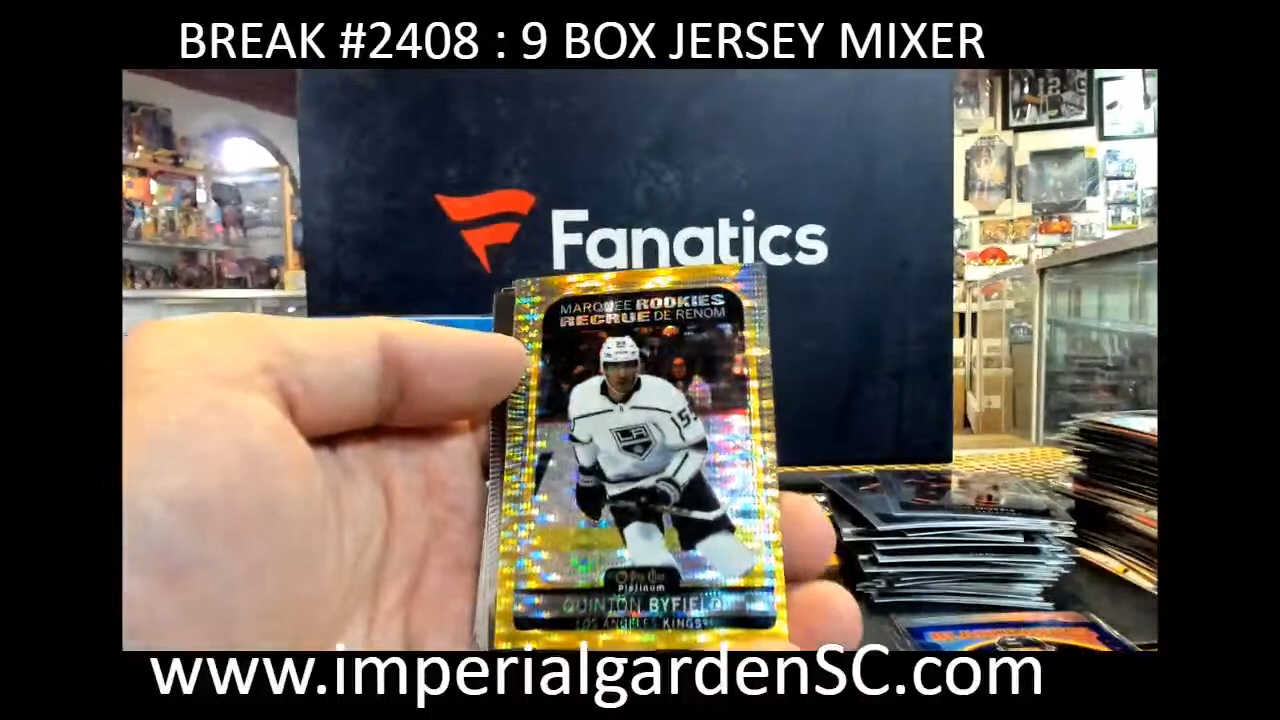 BREAK #2408 : 9 BOX JERSEY MIXER
Fanatics
MARQUEE ROOKIES
RECRUE DE RENOM
LA
O-Pee-Chee
Platinum
QUINTON BYFIELD
LOS ANGELES KINGS
www.imperialgardenSC.com